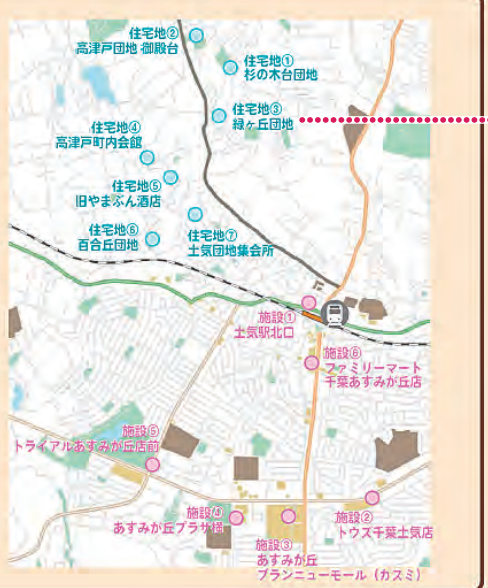 住宅地②
高津戸団地 御殿台
住宅地①
杉の木台団地
住宅地③
緑ヶ丘団地
住宅地④
高津戸町内会館
住宅地⑤
旧やまぶん酒店
住宅地⑥
百合丘団地
住宅地⑦
土気団地集会所
施設①
土気駅北口
施設⑥
ファミリーマート
千葉あすみが丘店
施設⑤
トライアルあすみが丘店前
施設④
あすみが丘プラザ横
施設②
トウズ千葉土気店
施設③
あすみが丘
ブランニューモール（カスミ）